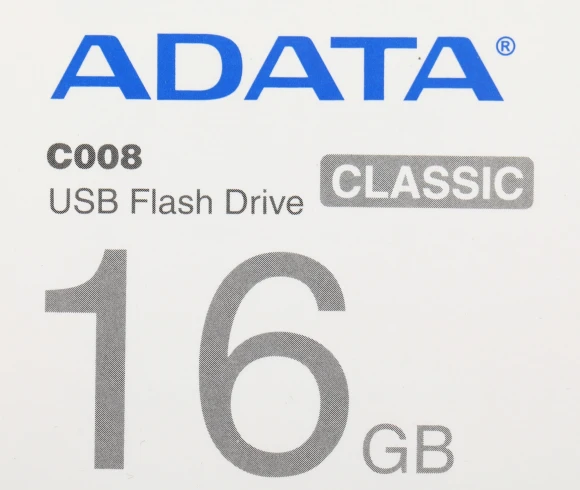 ADATA®
C008
USB Flash Drive CLASSIC
16 GB